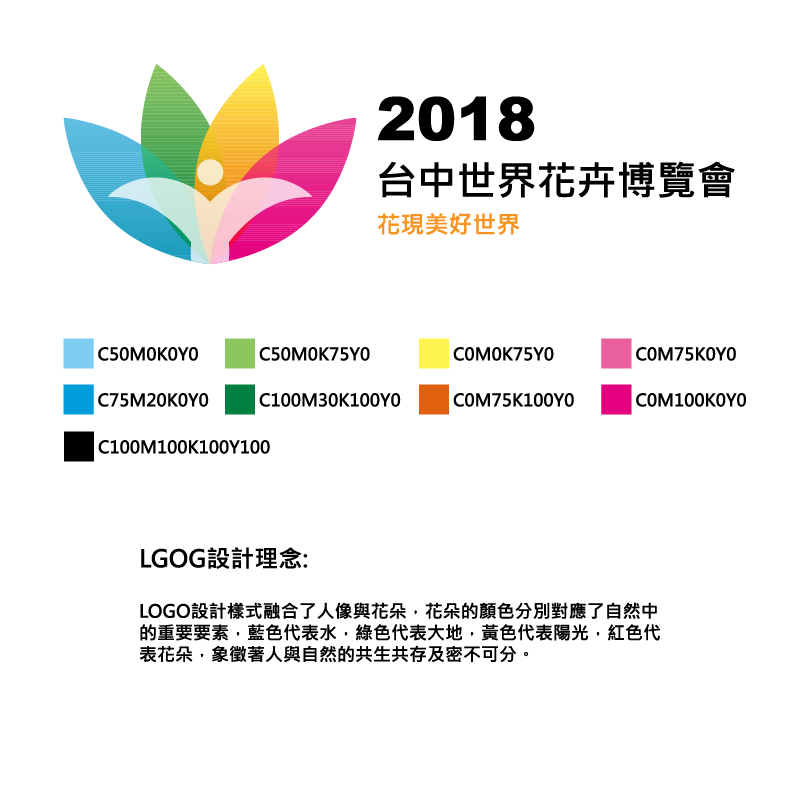 2018
台中世界花卉博覽會
花現美好世界
C50M0K0Y0 C50M0K75Y0 C0M0K75Y0 C0M75K0Y0
C75M20K0Y0 C100M30K100Y0 C0M75K100Y0 C0M100K0Y0
C100M100K100Y100
LGOG設計理念:
LOGO設計樣式融合了人像與花朵，花朵的顏色分別對應了自然中
的重要要素，藍色代表水，綠色代表大地，黃色代表陽光，紅色代
表花朵，象徵著人與自然的共生共存及密不可分。